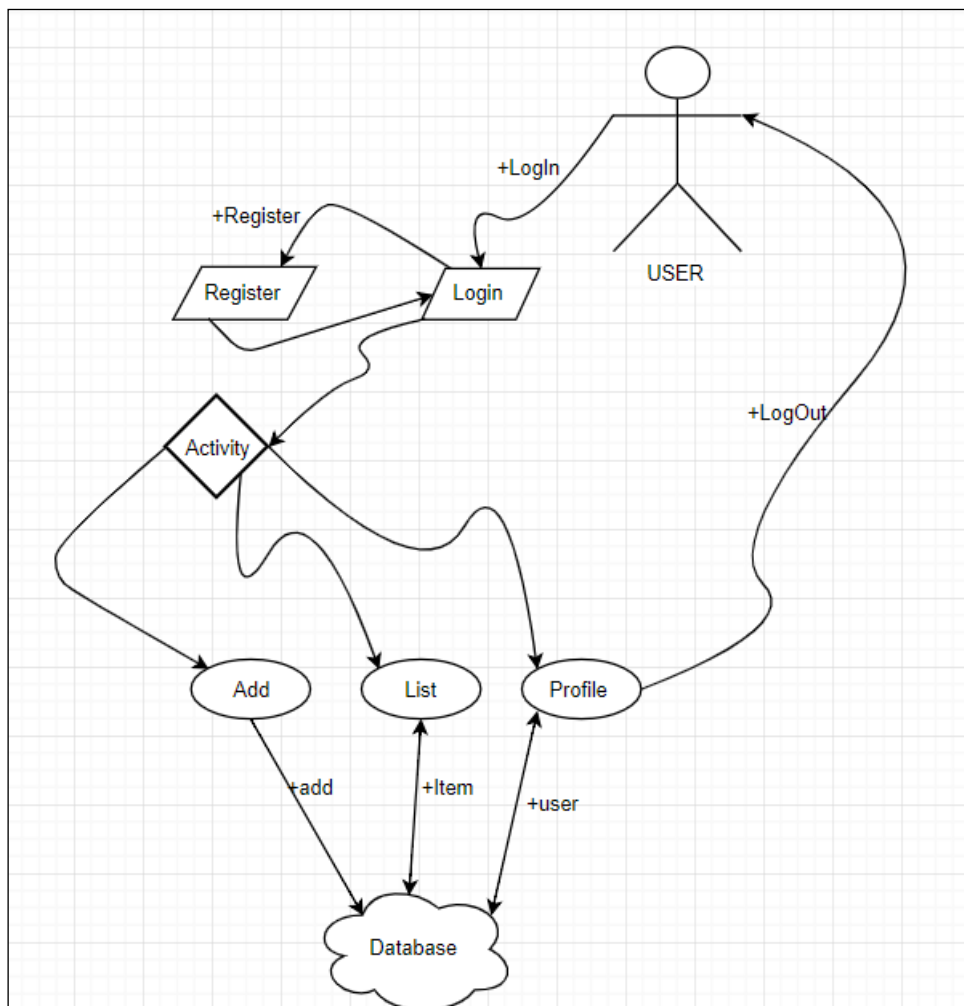 +LogIn
+Register
USER
Register
Login
+LogOut
Activity
Add
List
Profile
+add
+Item
+user
Database